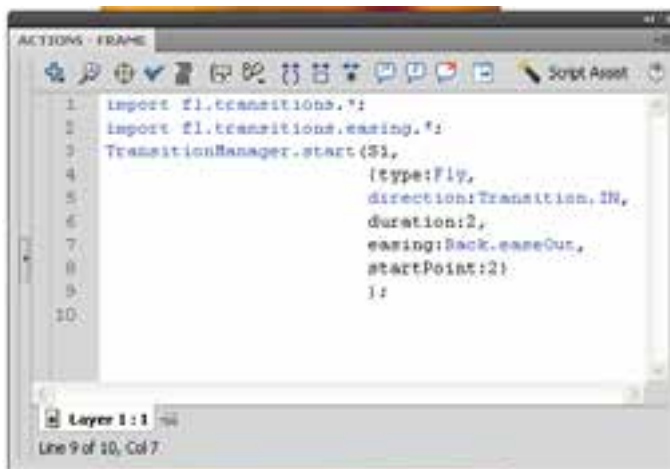 ACTIONS - FRAME
Script Assist
1 import fl.transitions.*;
2 import fl.transitions.easing.*;
3 TransitionManager.start(S1,
4 {type:Fly,
5 direction:Transition.IN,
6 duration:2,
7 easing:Back.easeOut,
8 startPoint:2}
9 );
10
Layer 1 : 1
Line 9 of 10, Col 7